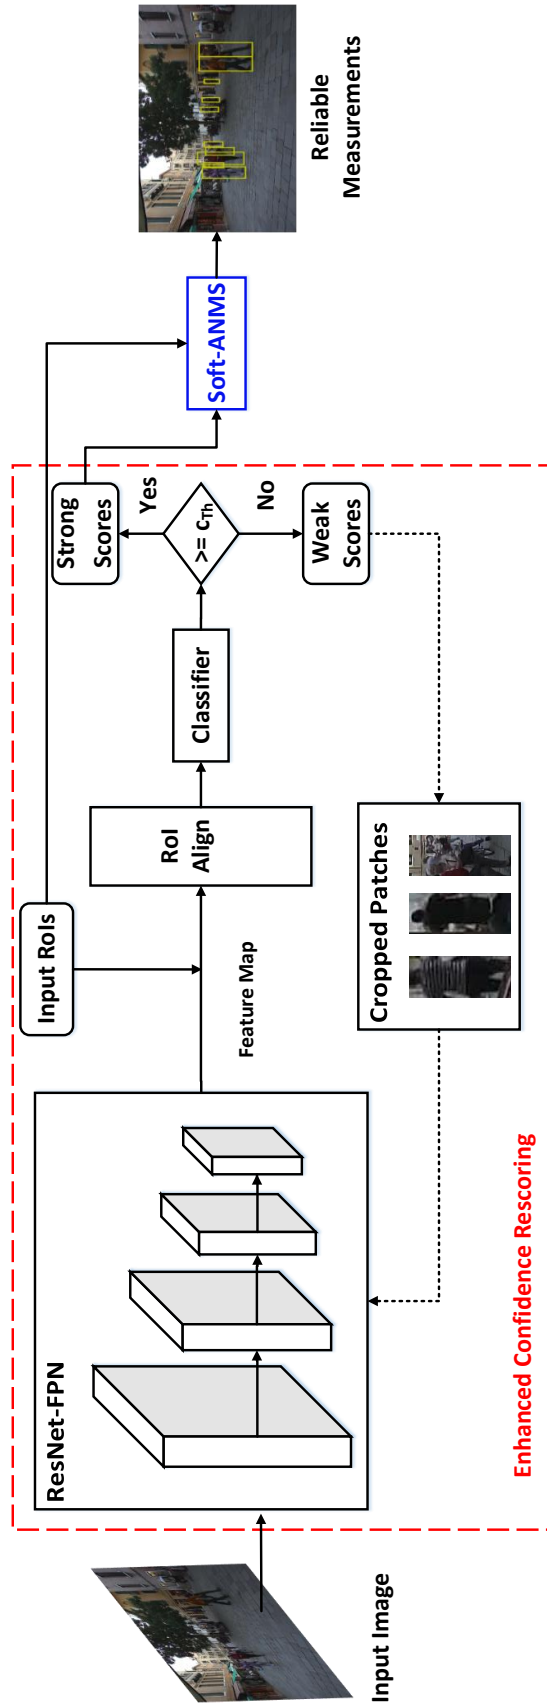 Input Image
ResNet-FPN
Input RoIs
Feature Map
RoI
Align
Classifier
>= cTh
Yes
No
Strong
Scores
Weak
Scores
Cropped Patches
Enhanced Confidence Rescoring
Soft-ANMS
Reliable
Measurements